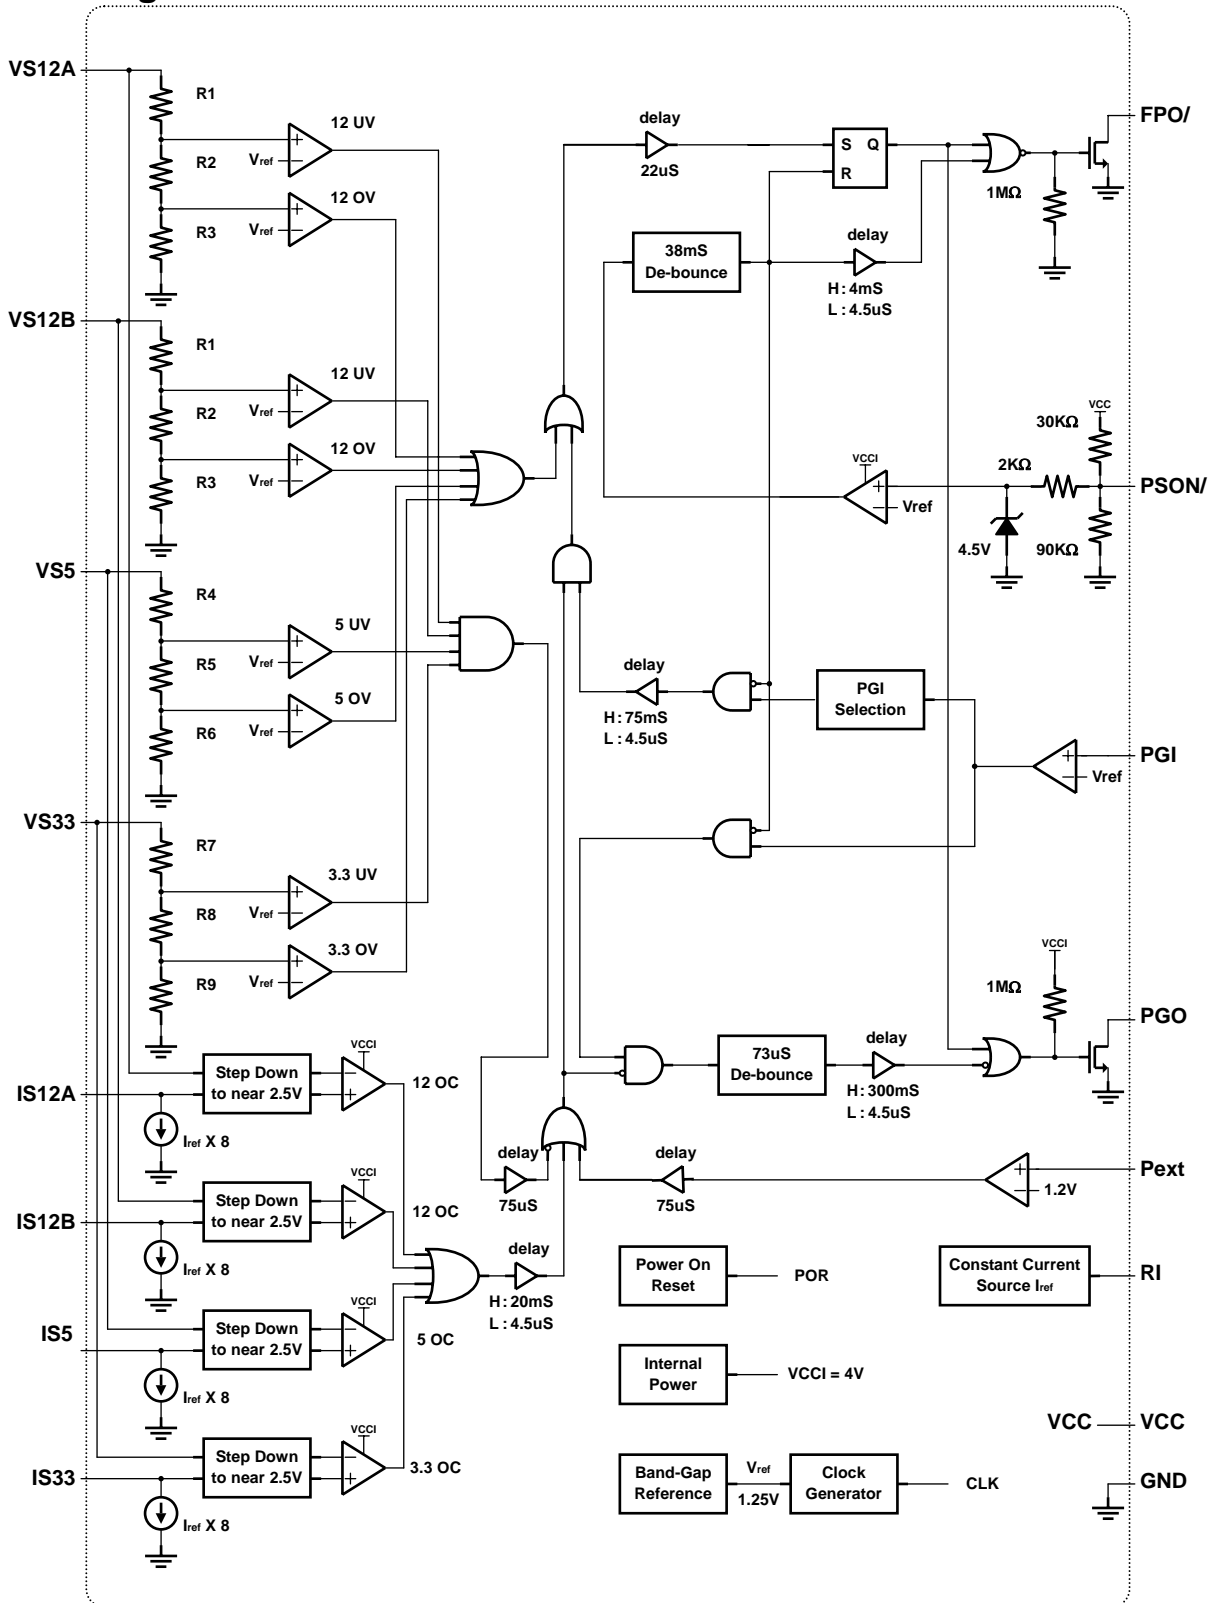 VS12A
R1
12 UV
Vref
R2
12 OV
Vref
R3
delay
22uS
S Q
R
FPO/
1MΩ
38mS
De-bounce
delay
H : 4mS
L : 4.5uS
VS12B
R1
12 UV
Vref
R2
12 OV
Vref
R3
VCC
30KΩ
VCCI
2KΩ
PSON/
Vref
4.5V
90KΩ
VS5
R4
5 UV
Vref
R5
5 OV
Vref
R6
delay
H : 75mS
L : 4.5uS
PGI
Selection
PGI
Vref
VS33
R7
3.3 UV
Vref
R8
3.3 OV
Vref
R9
VCCI
1MΩ
PGO
73uS
De-bounce
delay
H : 300mS
L : 4.5uS
IS12A
Step Down
to near 2.5V
VCCI
12 OC
Iref X 8
delay
75uS
delay
75uS
Pext
1.2V
IS12B
Step Down
to near 2.5V
VCCI
12 OC
Iref X 8
delay
H : 20mS
L : 4.5uS
Power On
Reset
POR
Constant Current
Source Iref
RI
IS5
Step Down
to near 2.5V
VCCI
5 OC
Iref X 8
Internal
Power
VCCI = 4V
VCC
VCC
IS33
Step Down
to near 2.5V
VCCI
3.3 OC
Iref X 8
Band-Gap
Reference
Vref
1.25V
Clock
Generator
CLK
GND